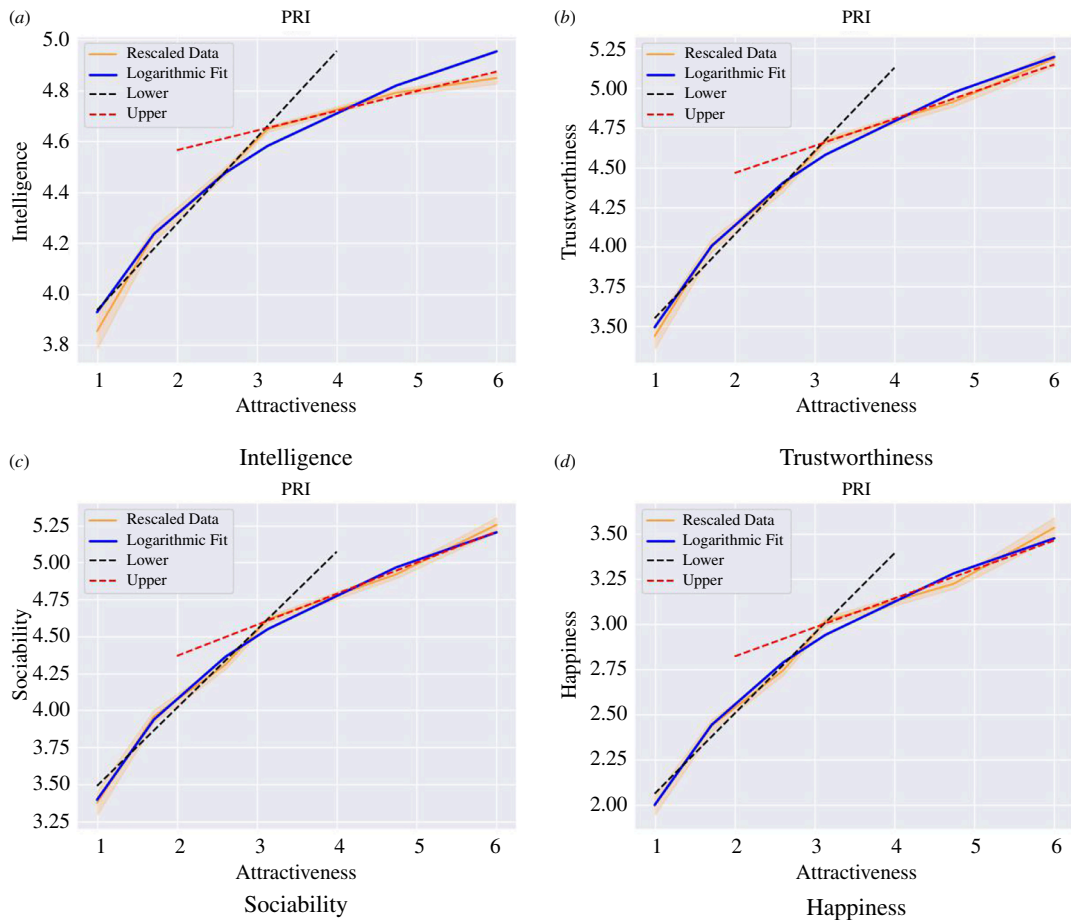 (a)
PRI
5.0
4.8
4.6
4.4
4.2
4.0
3.8
Intelligence
Rescaled Data
Logarithmic Fit
Lower
Upper
1 2 3 4 5 6
Attractiveness
Intelligence
(b)
PRI
5.25
5.00
4.75
4.50
4.25
4.00
3.75
3.50
Trustworthiness
Rescaled Data
Logarithmic Fit
Lower
Upper
1 2 3 4 5 6
Attractiveness
Trustworthiness
(c)
PRI
5.25
5.00
4.75
4.50
4.25
4.00
3.75
3.50
3.25
Sociability
Rescaled Data
Logarithmic Fit
Lower
Upper
1 2 3 4 5 6
Attractiveness
Sociability
(d)
PRI
3.50
3.25
3.00
2.75
2.50
2.25
2.00
Happiness
Rescaled Data
Logarithmic Fit
Lower
Upper
1 2 3 4 5 6
Attractiveness
Happiness